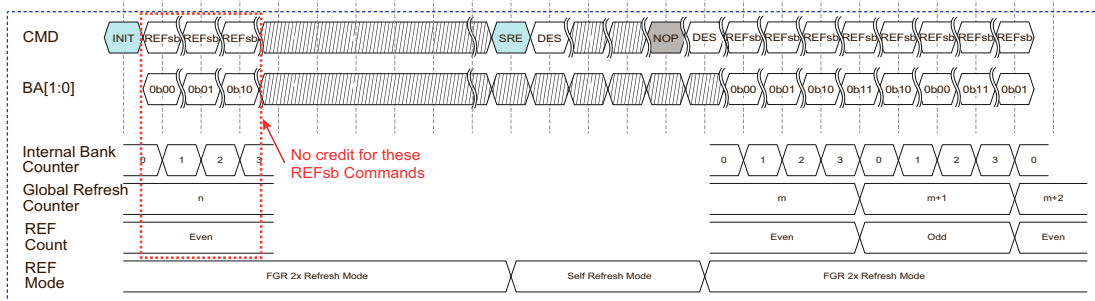 CMD INIT REFsb REFsb REFsb SRE DES NOP DES REFsb REFsb REFsb REFsb REFsb REFsb REFsb REFsb
BA[1:0] 0b00 0b01 0b10 0b00 0b01 0b10 0b11 0b10 0b00 0b11 0b01
No credit for these
REFsb Commands
Internal Bank
Counter 0 1 2 3 0 1 2 3 0 1 2 3 0
Global Refresh
Counter n m m+1 m+2
REF
Count Even Even Odd Even
REF
Mode FGR 2x Refresh Mode Self Refresh Mode FGR 2x Refresh Mode